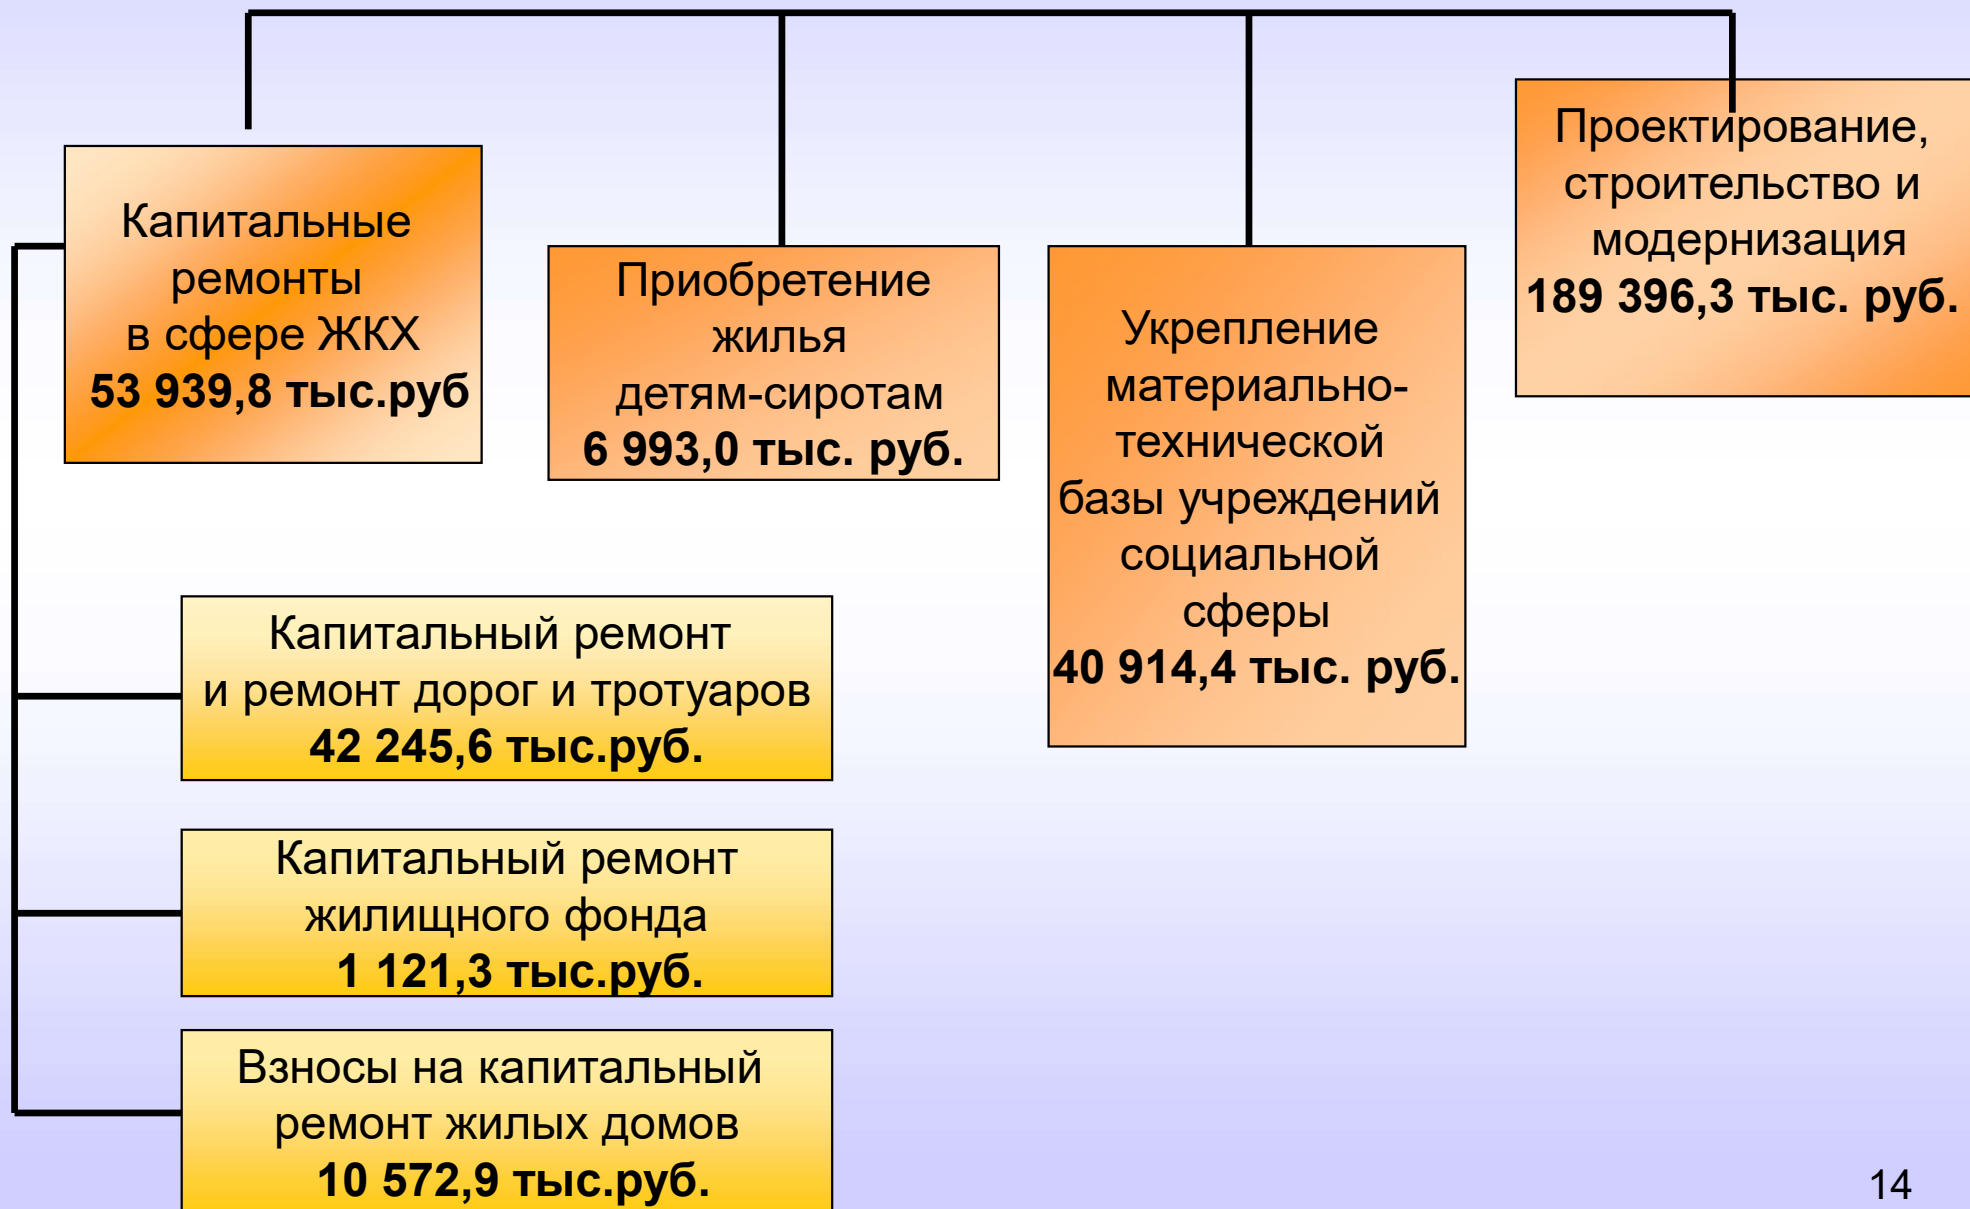 Капитальные
ремонты
в сфере ЖКХ
53 939,8 тыс.руб
Приобретение
жилья
детям-сиротам
6 993,0 тыс. руб.
Укрепление
материально-
технической
базы учреждений
социальной
сферы
40 914,4 тыс. руб.
Проектирование,
строительство и
модернизация
189 396,3 тыс. руб.
Капитальный ремонт
и ремонт дорог и тротуаров
42 245,6 тыс.руб.
Капитальный ремонт
жилищного фонда
1 121,3 тыс.руб.
Взносы на капитальный
ремонт жилых домов
10 572,9 тыс.руб.
14